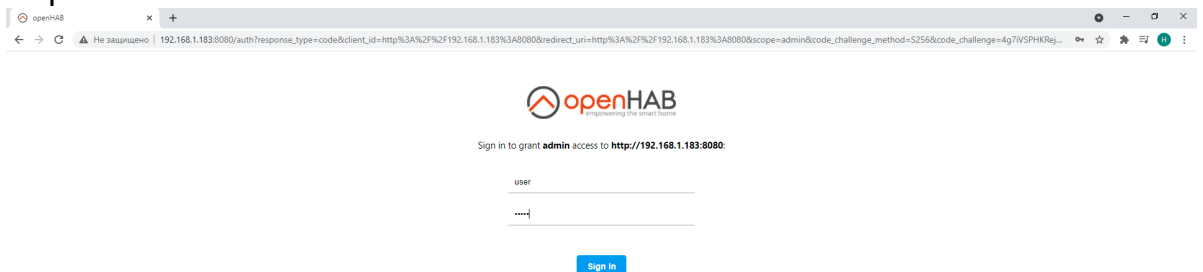 openHAB
Не защищено | 192.168.1.183:8080/auth?response_type=code&client_id=http%3A%2F%2F192.168.1.183%3A8080&redirect_uri=http%3A%2F%2F192.168.1.183%3A8080&scope=admin&code_challenge_method=S256&code_challenge=4g7iVSPHKRej...
H
openHAB
empowering the smart home
Sign in to grant admin access to http://192.168.1.183:8080:
user
•••••
Sign In